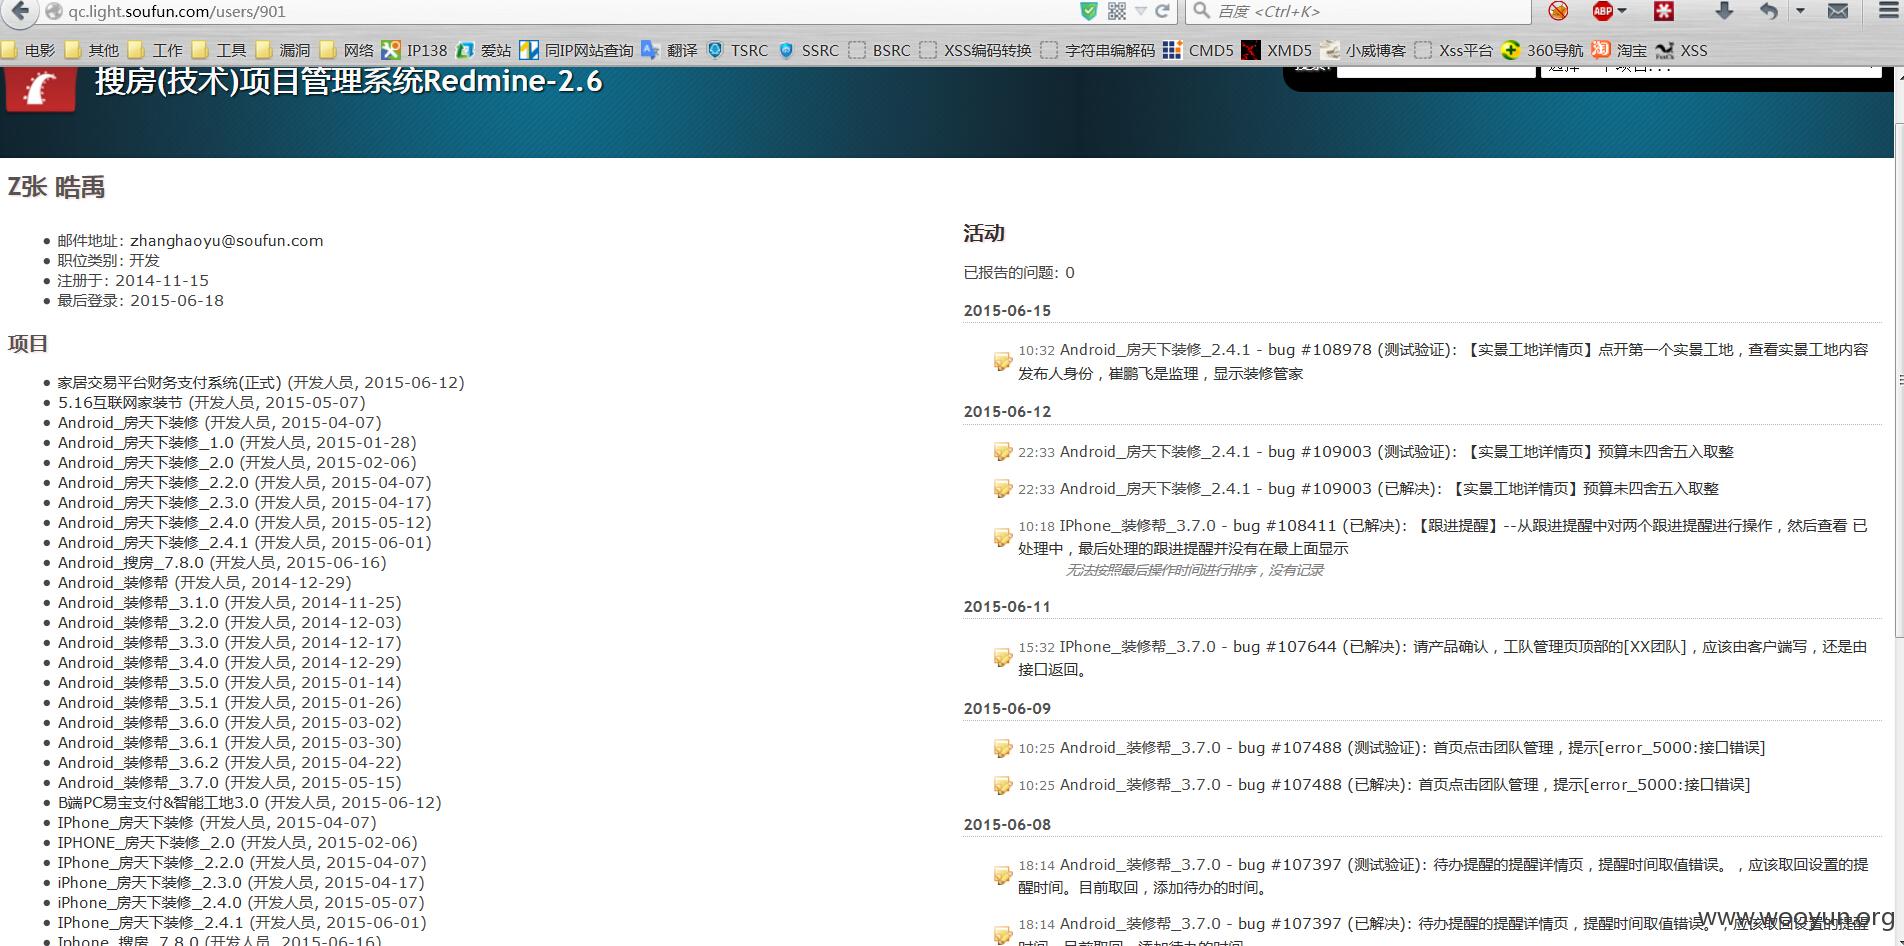 qc.light.soufun.com/users/901
百度 <Ctrl+K>
ABP
电影 其他 工作 工具 漏洞 网络 IP138 爱站 同IP网站查询 翻译 TSRC SSRC BSRC XSS编码转换 字符串编解码 CMD5 XMD5 小威博客 Xss平台 360导航 淘宝 XSS
搜房(技术)项目管理系统Redmine-2.6
Z张 皓禹
邮件地址: zhanghaoyu@soufun.com
职位类别: 开发
注册于: 2014-11-15
最后登录: 2015-06-18
项目
家居交易平台财务支付系统(正式) (开发人员, 2015-06-12)
5.16互联网家装节 (开发人员, 2015-05-07)
Android_房天下装修 (开发人员, 2015-04-07)
Android_房天下装修_1.0 (开发人员, 2015-01-28)
Android_房天下装修_2.0 (开发人员, 2015-02-06)
Android_房天下装修_2.2.0 (开发人员, 2015-04-07)
Android_房天下装修_2.3.0 (开发人员, 2015-04-17)
Android_房天下装修_2.4.0 (开发人员, 2015-05-12)
Android_房天下装修_2.4.1 (开发人员, 2015-06-01)
Android_搜房_7.8.0 (开发人员, 2015-06-16)
Android_装修帮 (开发人员, 2014-12-29)
Android_装修帮_3.1.0 (开发人员, 2014-11-25)
Android_装修帮_3.2.0 (开发人员, 2014-12-03)
Android_装修帮_3.3.0 (开发人员, 2014-12-17)
Android_装修帮_3.4.0 (开发人员, 2014-12-29)
Android_装修帮_3.5.0 (开发人员, 2015-01-14)
Android_装修帮_3.5.1 (开发人员, 2015-01-26)
Android_装修帮_3.6.0 (开发人员, 2015-03-02)
Android_装修帮_3.6.1 (开发人员, 2015-03-30)
Android_装修帮_3.6.2 (开发人员, 2015-04-22)
Android_装修帮_3.7.0 (开发人员, 2015-05-15)
B端PC易宝支付&智能工地3.0 (开发人员, 2015-06-12)
IPhone_房天下装修 (开发人员, 2015-04-07)
IPHONE_房天下装修_2.0 (开发人员, 2015-02-06)
IPhone_房天下装修_2.2.0 (开发人员, 2015-04-07)
iPhone_房天下装修_2.3.0 (开发人员, 2015-04-17)
iPhone_房天下装修_2.4.0 (开发人员, 2015-05-07)
IPhone_房天下装修_2.4.1 (开发人员, 2015-06-01)
Iphone_搜房_7.8.0 (开发人员, 2015-06-16)
活动
已报告的问题: 0
2015-06-15
10:32 Android_房天下装修_2.4.1 - bug #108978 (测试验证): 【实景工地详情页】点开第一个实景工地，查看实景工地内容
发布人身份，崔鹏飞是监理，显示装修管家
2015-06-12
22:33 Android_房天下装修_2.4.1 - bug #109003 (测试验证): 【实景工地详情页】预算未四舍五入取整
22:33 Android_房天下装修_2.4.1 - bug #109003 (已解决): 【实景工地详情页】预算未四舍五入取整
10:18 IPhone_装修帮_3.7.0 - bug #108411 (已解决): 【跟进提醒】--从跟进提醒中对两个跟进提醒进行操作，然后查看 已
处理中，最后处理的跟进提醒并没有在最上面显示
无法按照最后操作时间进行排序，没有记录
2015-06-11
15:32 IPhone_装修帮_3.7.0 - bug #107644 (已解决): 请产品确认，工队管理页顶部的[XX团队]，应该由客户端写，还是由
接口返回。
2015-06-09
10:25 Android_装修帮_3.7.0 - bug #107488 (测试验证): 首页点击团队管理，提示[error_5000:接口错误]
10:25 Android_装修帮_3.7.0 - bug #107488 (已解决): 首页点击团队管理，提示[error_5000:接口错误]
2015-06-08
18:14 Android_装修帮_3.7.0 - bug #107397 (测试验证): 待办提醒的提醒详情页，提醒时间取值错误。，应该取回设置的提
醒时间。目前取回，添加待办的时间。
18:14 Android_装修帮_3.7.0 - bug #107397 (已解决): 待办提醒的提醒详情页，提醒时间取值错误。，应该取回设置的提醒
www.wooyun.org